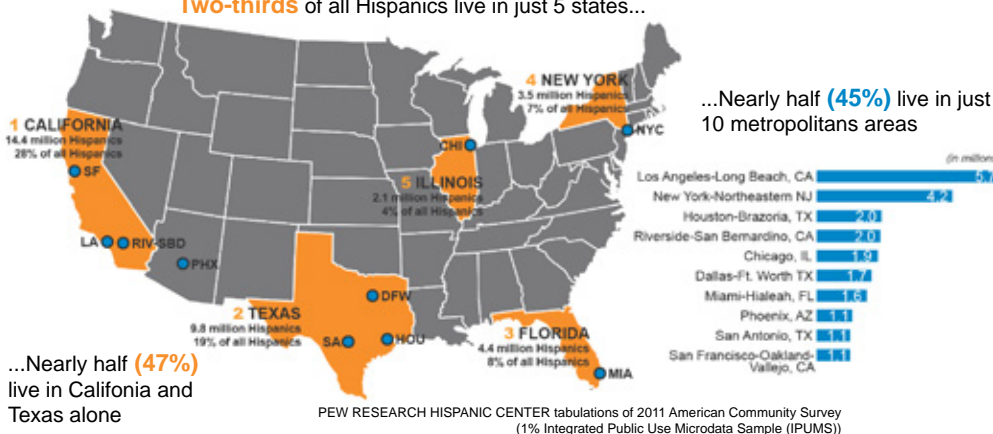 Two-thirds of all Hispanics live in just 5 states...
4 NEW YORK
3.5 million Hispanics
7% of all Hispanics
NYC
1 CALIFORNIA
14.4 million Hispanics
28% of all Hispanics
SF
LA
RIV-SBD
PHX
CHI
5 ILLINOIS
2.1 million Hispanics
4% of all Hispanics
2 TEXAS
9.8 million Hispanics
19% of all Hispanics
DFW
SA
HOU
3 FLORIDA
4.4 million Hispanics
8% of all Hispanics
MIA
...Nearly half (47%)
live in Califonia and
Texas alone
...Nearly half (45%) live in just
10 metropolitans areas
(in million
Los Angeles-Long Beach, CA 5.7
New York-Northeastern NJ 4.2
Houston-Brazoria, TX 2.0
Riverside-San Bernardino, CA 2.0
Chicago, IL 1.9
Dallas-Ft. Worth TX 1.7
Miami-Hialeah, FL 1.6
Phoenix, AZ 1.1
San Antonio, TX 1.1
San Francisco-Oakland- 1.1
Vallejo, CA
PEW RESEARCH HISPANIC CENTER tabulations of 2011 American Community Survey
(1% Integrated Public Use Microdata Sample (IPUMS))